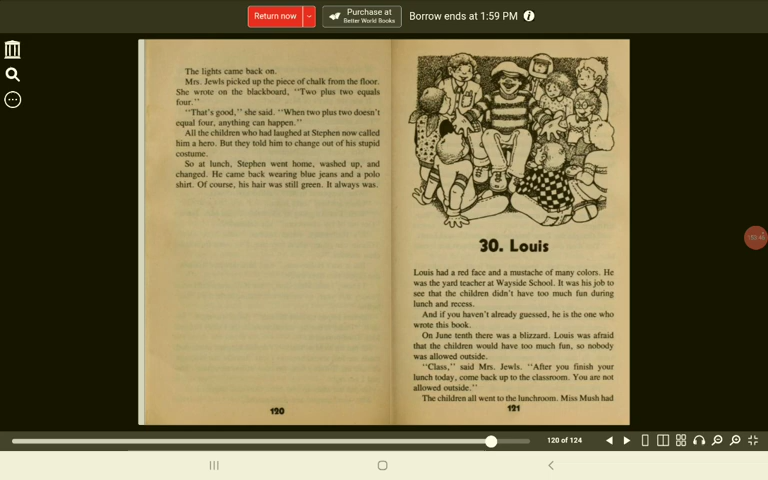 Return now
Purchase at
Better World Books
Borrow ends at 1:59 PM
The lights came back on.
Mrs. Jewls picked up the piece of chalk from the floor.
She wrote on the blackboard, “Two plus two equals
four.”
“That’s good,” she said. “When two plus two doesn’t
equal four, anything can happen.”
All the children who had laughed at Stephen now called
him a hero. But they told him to change out of his stupid
costume.
So at lunch, Stephen went home, washed up, and
changed. He came back wearing blue jeans and a polo
shirt. Of course, his hair was still green. It always was.
120
30. Louis
Louis had a red face and a mustache of many colors. He
was the yard teacher at Wayside School. It was his job to
see that the children didn’t have too much fun during
lunch and recess.
And if you haven’t already guessed, he is the one who
wrote this book.
On June tenth there was a blizzard. Louis was afraid
that the children would have too much fun, so nobody
was allowed outside.
“Class,” said Mrs. Jewls. “After you finish your
lunch today, come back up to the classroom. You are not
allowed outside.”
The children all went to the lunchroom. Miss Mush had
121
120 of 124